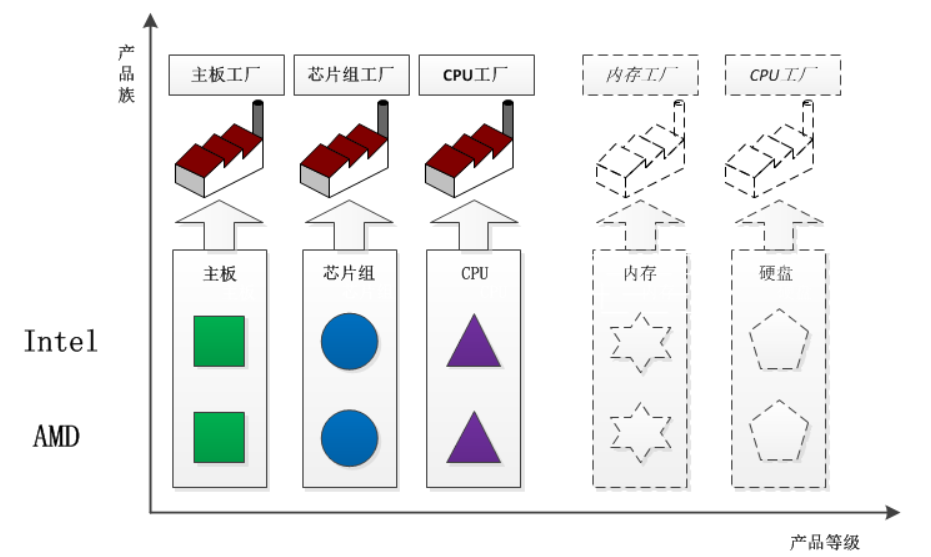 产品族
主板工厂
芯片组工厂
CPU工厂
内存工厂
CPU工厂
主板
芯片组
CPU
内存
硬盘
Intel
AMD
产品等级